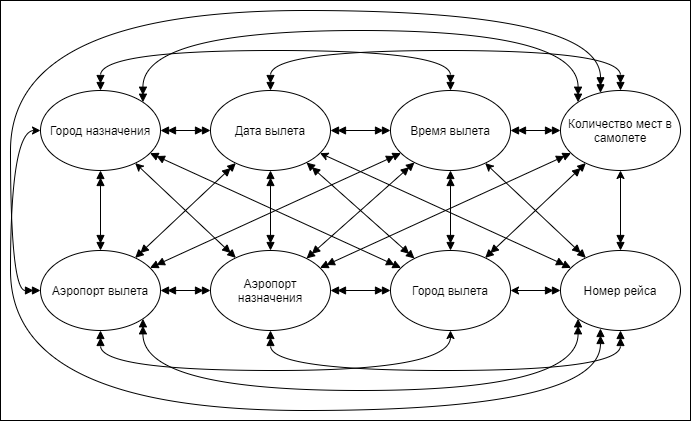 Город назначения
Дата вылета
Время вылета
Количество мест в
самолете
Аэропорт вылета
Аэропорт
назначения
Город вылета
Номер рейса